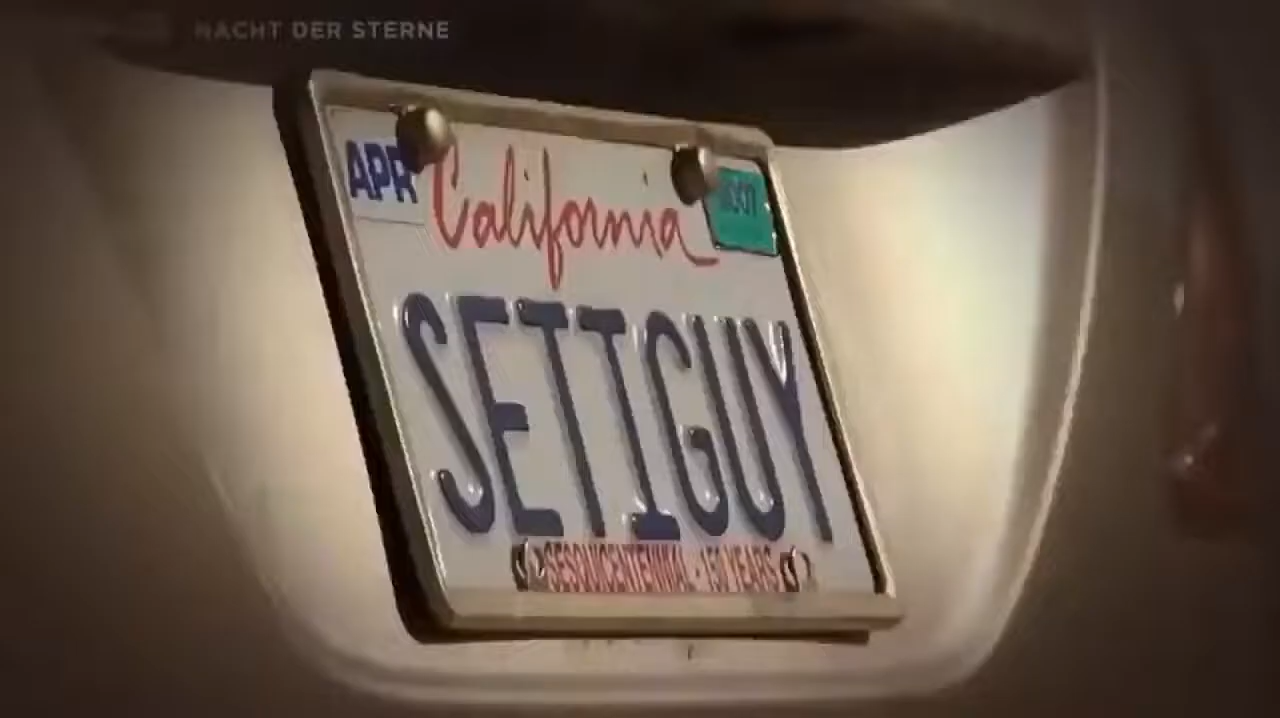 NACHT DER STERNE
APR
California
SETIGUY
SESQUICENTENNIAL - 150 YEARS